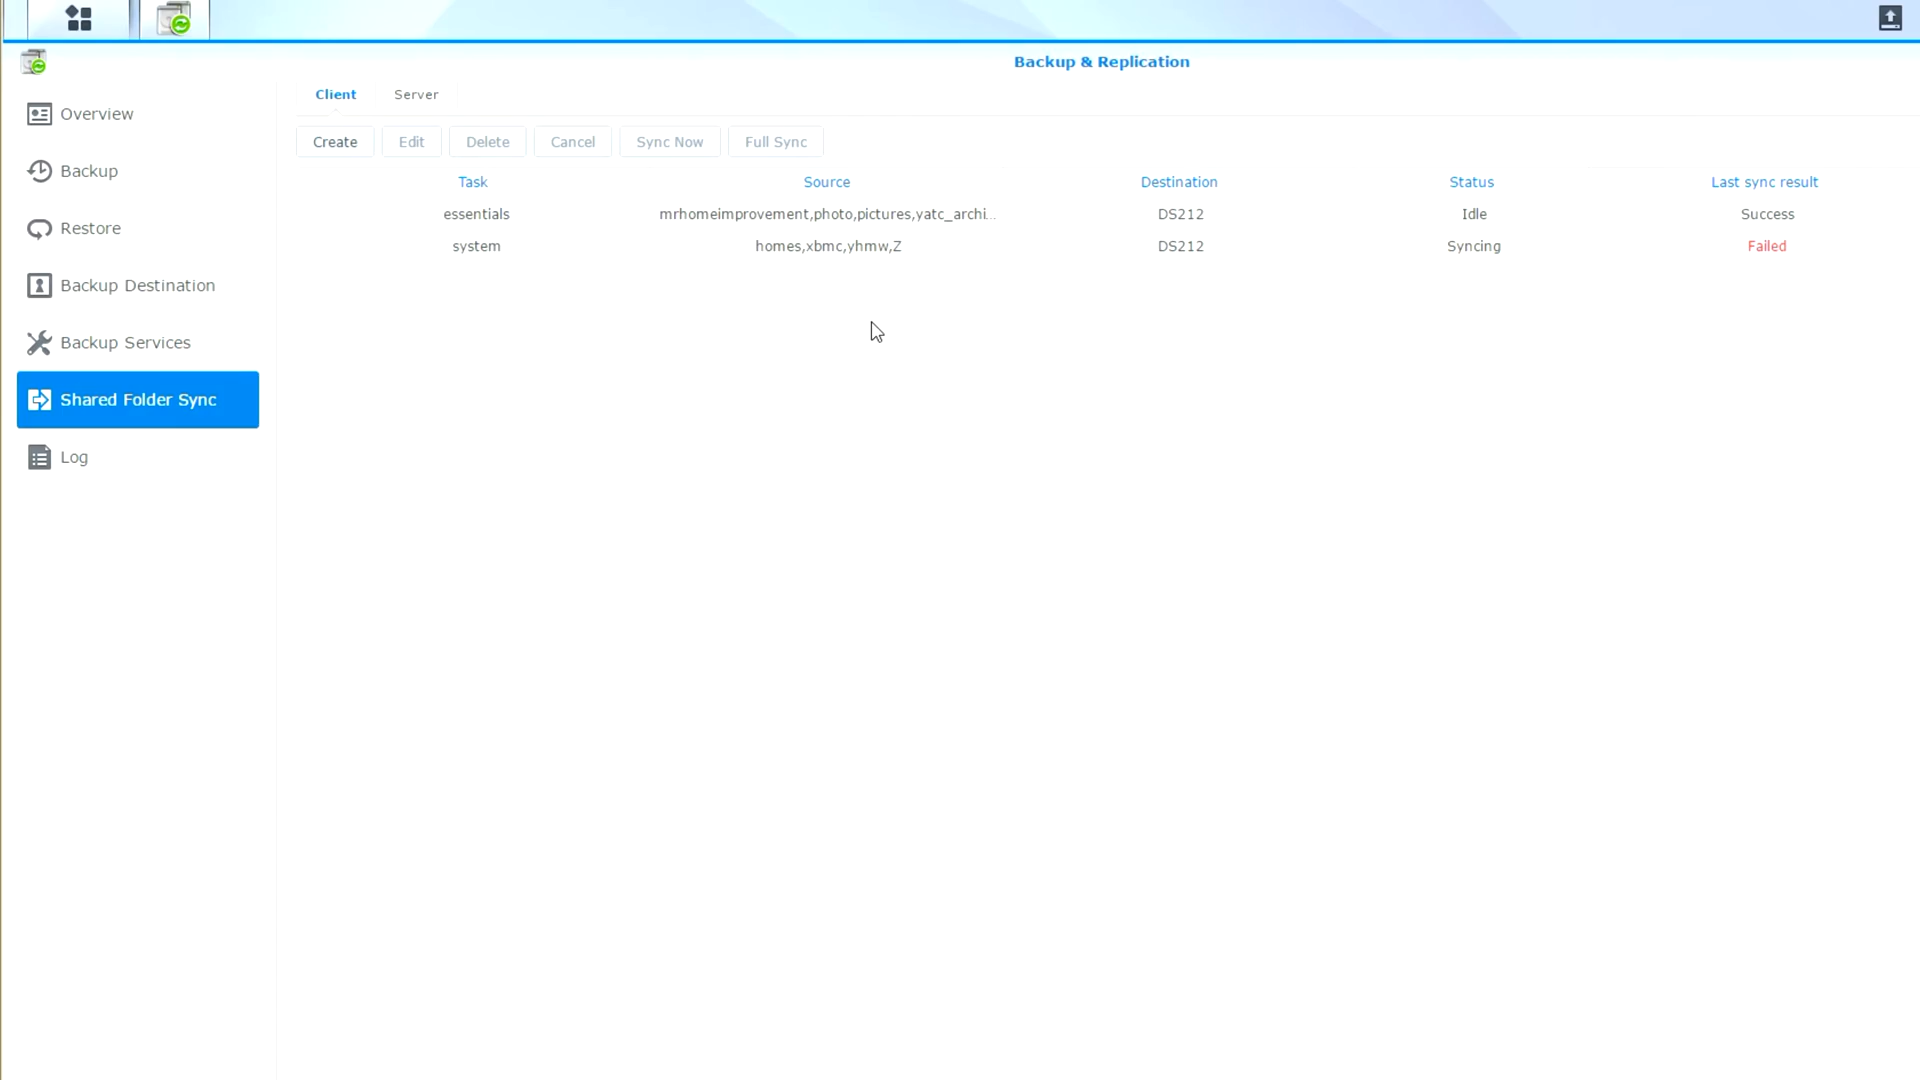 Backup & Replication
Overview
Backup
Restore
Backup Destination
Backup Services
Shared Folder Sync
Log
Client Server
Create Edit Delete Cancel Sync Now Full Sync
Task Source Destination Status Last sync result
essentials mrhomeimprovement,photo,pictures,yatc_archi... DS212 Idle Success
system homes,xbmc,yhmw,Z DS212 Syncing Failed